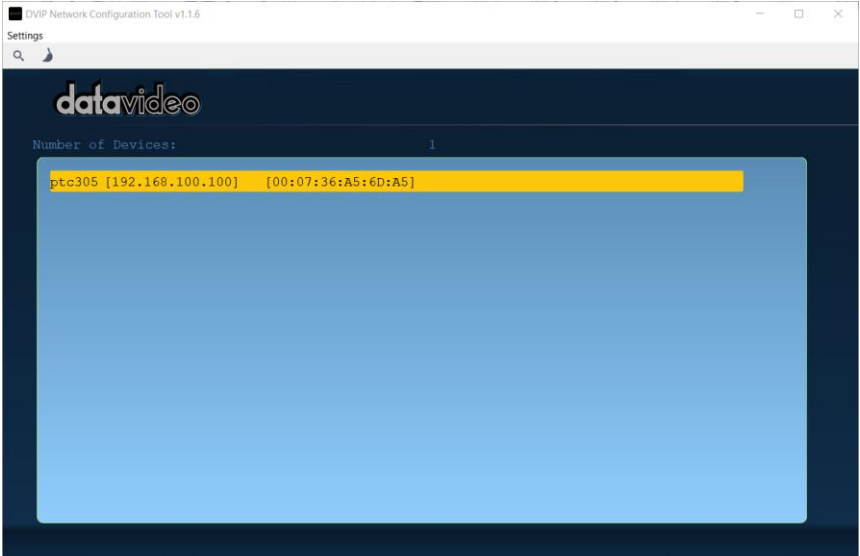 DVIP Network Configuration Tool v1.1.6
Settings
datavideo
Number of Devices: 1
ptc305 [192.168.100.100] [00:07:36:A5:6D:A5]